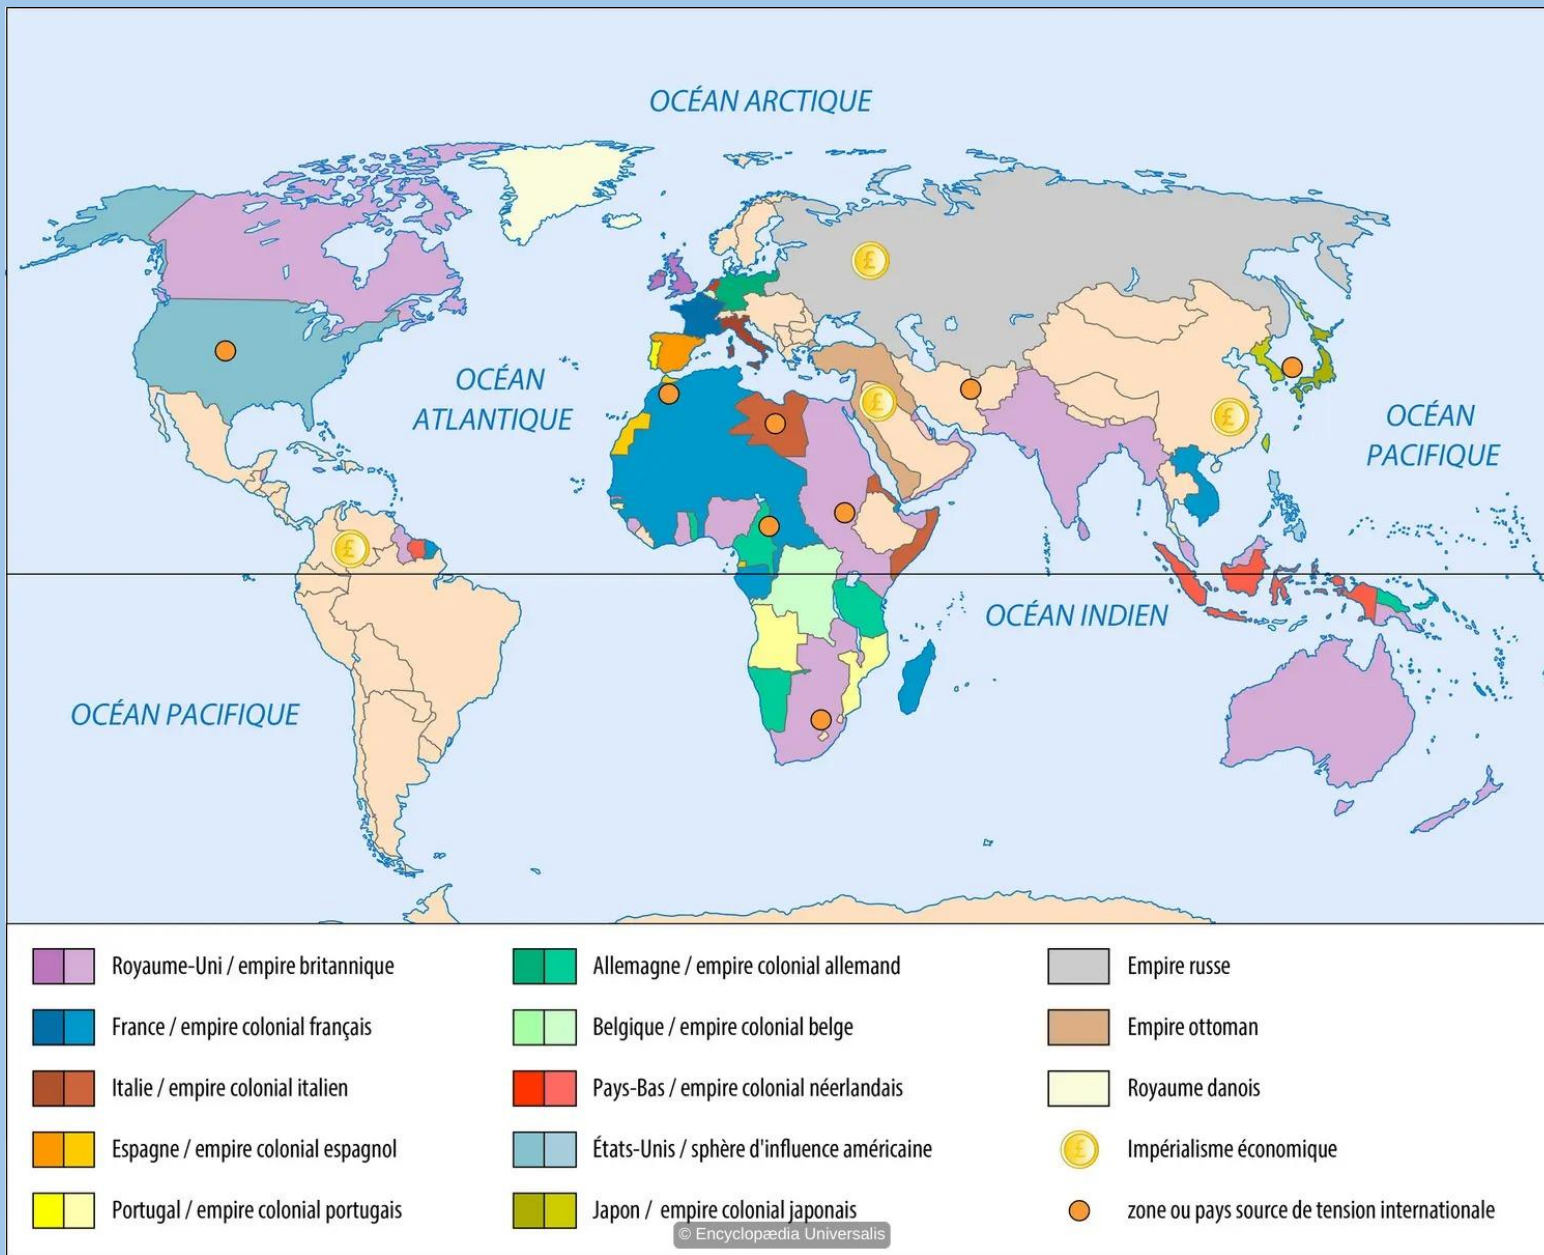 OCÉAN ARCTIQUE
OCÉAN
ATLANTIQUE
OCÉAN
PACIFIQUE
OCÉAN INDIEN
OCÉAN PACIFIQUE
£
£
£
£
Royaume-Uni / empire britannique
France / empire colonial français
Italie / empire colonial italien
Espagne / empire colonial espagnol
Portugal / empire colonial portugais
Allemagne / empire colonial allemand
Belgique / empire colonial belge
Pays-Bas / empire colonial néerlandais
États-Unis / sphère d'influence américaine
Japon / empire colonial japonais
Empire russe
Empire ottoman
Royaume danois
£ Impérialisme économique
zone ou pays source de tension internationale
© Encyclopædia Universalis